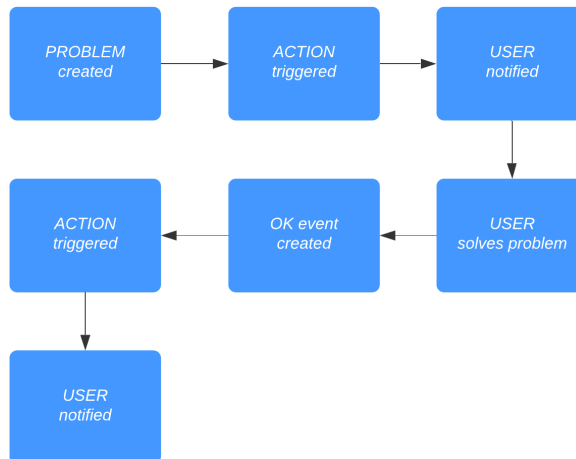 PROBLEM
created
ACTION
triggered
USER
notified
USER
solves problem
OK event
created
ACTION
triggered
USER
notified